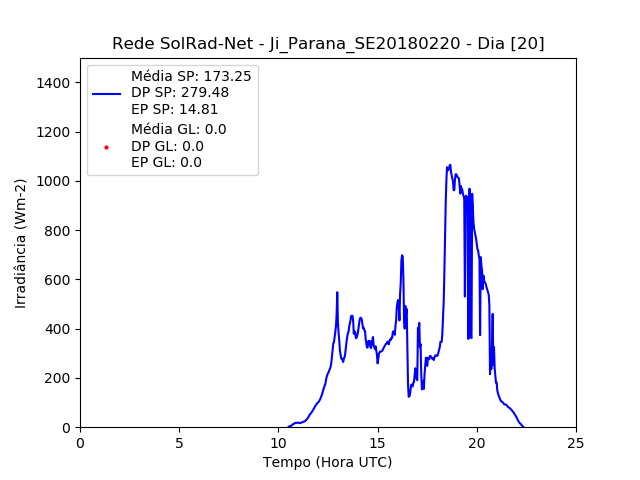 Rede SolRad-Net - Ji_Parana_SE20180220 - Dia [20]
Média SP: 173.25
DP SP: 279.48
EP SP: 14.81
Média GL: 0.0
DP GL: 0.0
EP GL: 0.0
1400
1200
1000
800
600
400
200
0
Irradiância (Wm-2)
0 5 10 15 20 25
Tempo (Hora UTC)